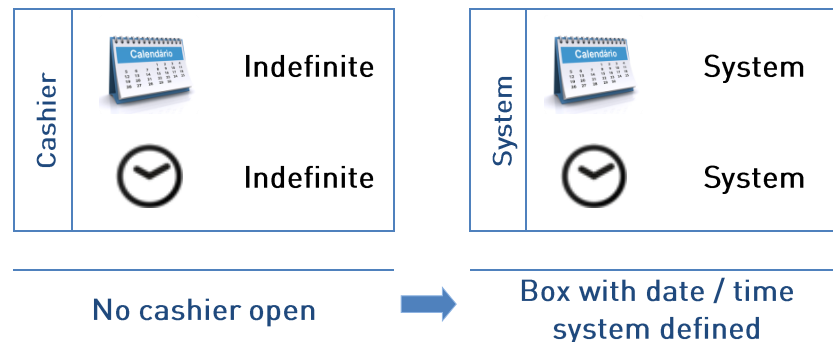 Cashier
Calendário
Indefinite
Indefinite
System
Calendário
System
System
No cashier open
Box with date / time
system defined